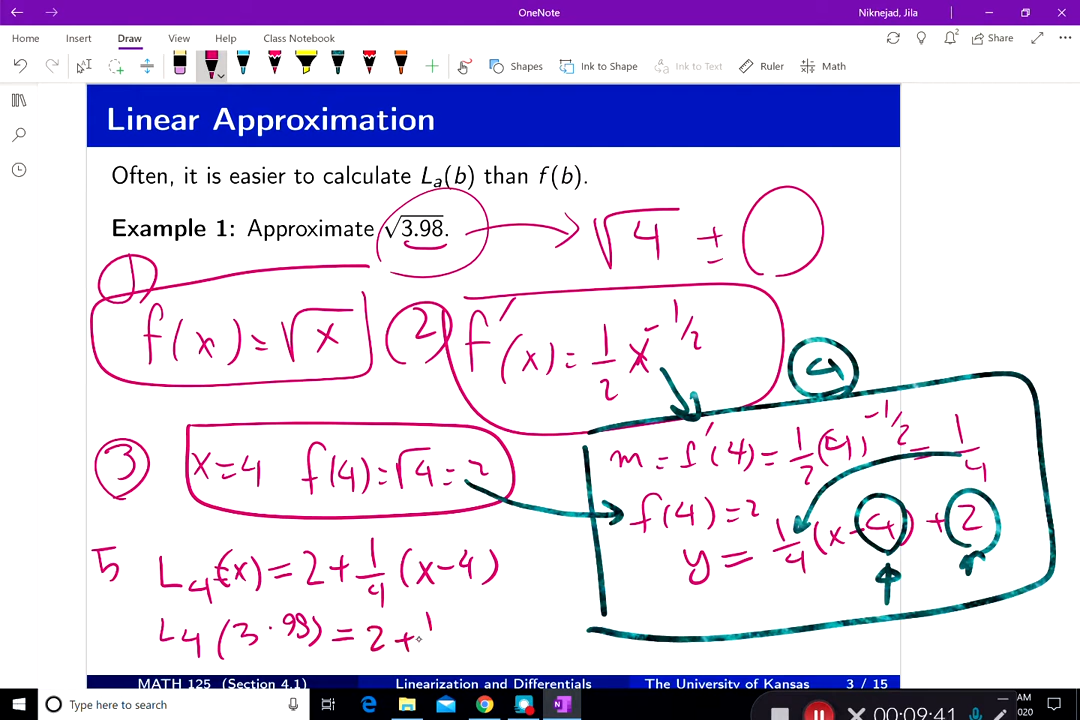 OneNote
Niknejad, Jila
Home Insert Draw View Help Class Notebook
Share
Shapes Ink to Shape Ink to Text Ruler Math
Linear Approximation
Often, it is easier to calculate Lₐ(b) than f(b).
Example 1: Approximate √3.98. → √4 ±
① f(x) = √x (2) f'(x) = 1/2 x^-1/2
④
③ x=4 f(4)=√4=2
m = f'(4) = 1/2 (4)^-1/2 = 1/4
f(4)=2
y = 1/4 (x-4) + 2
5 L₄(x) = 2 + 1/4 (x-4)
L₄(3.98) = 2 + 1
MATH 125 (Section 4.1) Linearization and Differentials The University of Kansas 3 / 15
Type here to search
00:09:41
AM
020